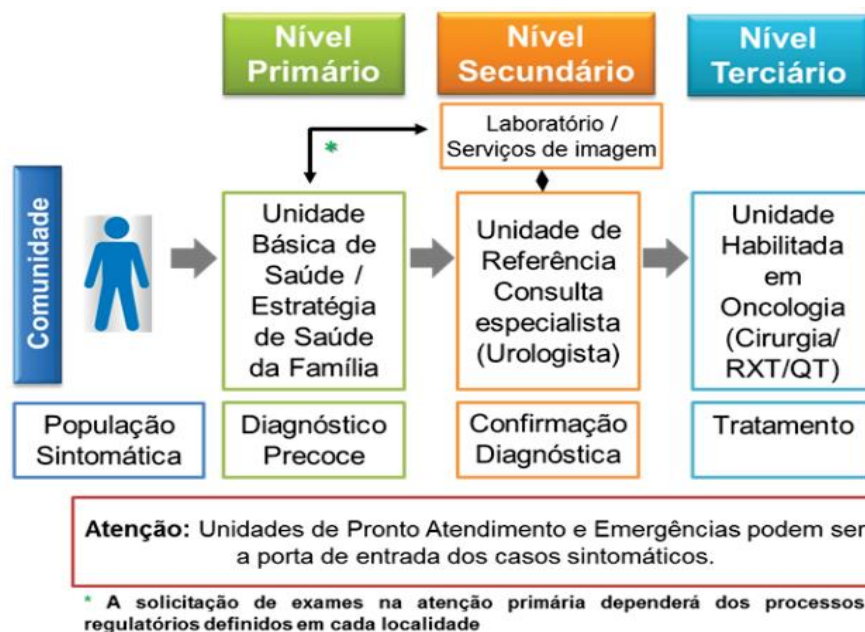 Nível
Primário
Nível
Secundário
Nível
Terciário
Laboratório /
Serviços de imagem
*
Comunidade
Unidade
Básica de
Saúde /
Estratégia
de Saúde
da Família
Unidade de
Referência
Consulta
especialista
(Urologista)
Unidade
Habilitada
em
Oncologia
(Cirurgia/
RXT/QT)
População
Sintomática
Diagnóstico
Precoce
Confirmação
Diagnóstica
Tratamento
Atenção: Unidades de Pronto Atendimento e Emergências podem ser
a porta de entrada dos casos sintomáticos.
* A solicitação de exames na atenção primária dependerá dos processos
regulatórios definidos em cada localidade